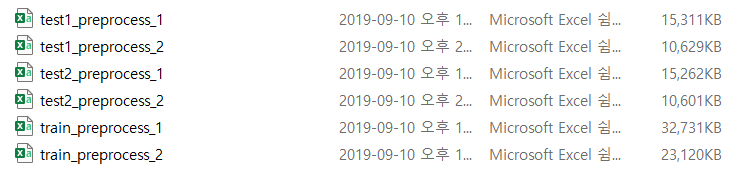 test1_preprocess_1 2019-09-10 오후 1... Microsoft Excel 쉼... 15,311KB
test1_preprocess_2 2019-09-10 오후 2... Microsoft Excel 쉼... 10,629KB
test2_preprocess_1 2019-09-10 오후 1... Microsoft Excel 쉼... 15,262KB
test2_preprocess_2 2019-09-10 오후 2... Microsoft Excel 쉼... 10,601KB
train_preprocess_1 2019-09-10 오후 1... Microsoft Excel 쉼... 32,731KB
train_preprocess_2 2019-09-10 오후 1... Microsoft Excel 쉼... 23,120KB